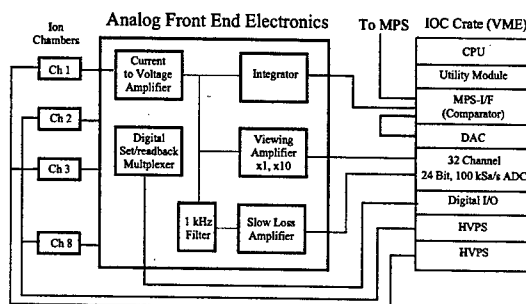 Analog Front End Electronics
To MPS
IOC Crate (VME)
Ion
Chambers
Ch 1
Ch 2
Ch 3
Ch 8
Current
to Voltage
Amplifier
Integrator
Digital
Set/readback
Multplexer
Viewing
Amplifier
x1, x10
1 kHz
Filter
Slow Loss
Amplifier
CPU
Utility Module
MPS-I/F
(Comparator)
DAC
32 Channel
24 Bit, 100 kSa/s ADC
Digital I/O
HVPS
HVPS